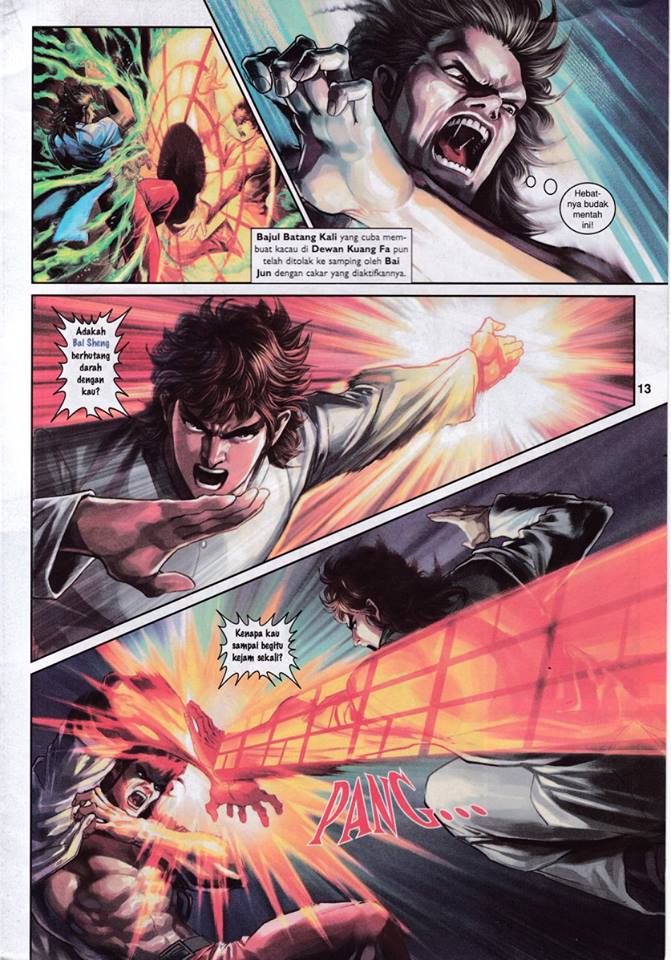 Hebat-
nya budak
mentah
ini!
Bajul Batang Kali yang cuba mem-
buat kacau di Dewan Kuang Fa pun
telah ditolak ke samping oleh Bai
Jun dengan cakar yang diaktifkannya.
Adakah
Bai Sheng
berhutang
darah
dengan
kau?
13
Kenapa kau
sampai begitu
kejam sekali?
PANG...